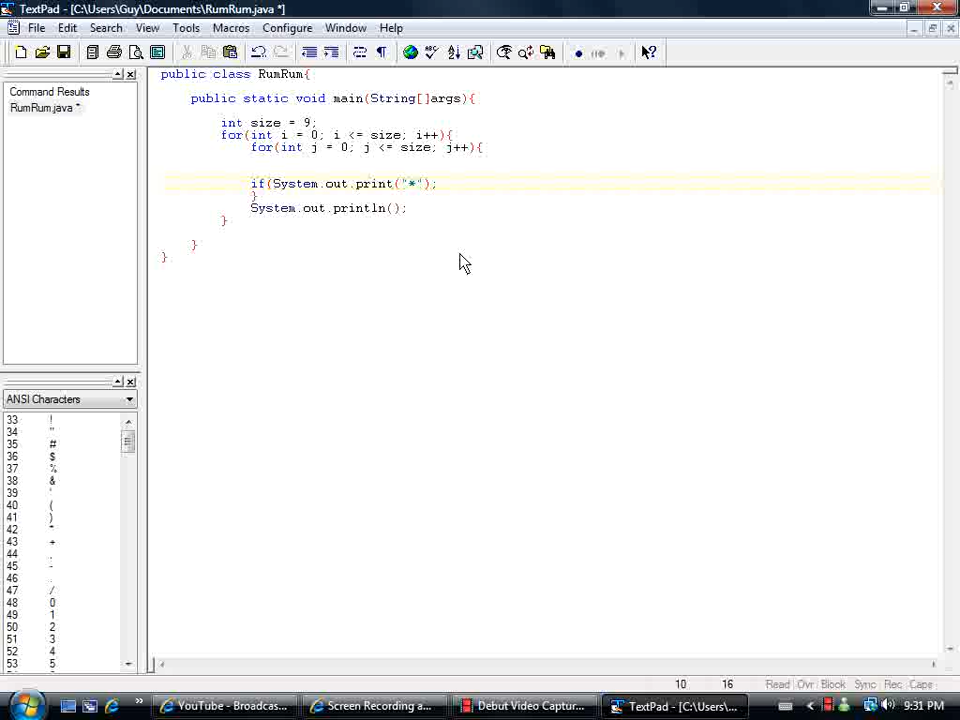 TextPad - [C:\Users\Guy\Documents\RumRum.java *]
File Edit Search View Tools Macros Configure Window Help
Command Results
RumRum.java *
public class RumRum{
public static void main(String[]args){
int size = 9;
for(int i = 0; i <= size; i++){
for(int j = 0; j <= size; j++){
if(System.out.print("*");
}
System.out.println();
}
}
}
ANSI Characters
33 !
34 "
35 #
36 $
37 %
38 &
39 '
40 (
41 )
42 *
43 +
44 ,
45 -
46 .
47 /
48 0
49 1
50 2
51 3
52 4
53 5
10 16 Read Ovr Block Sync Rec Caps
YouTube - Broadcas... Screen Recording a... Debut Video Captur... TextPad - [C:\Users\... 9:31 PM